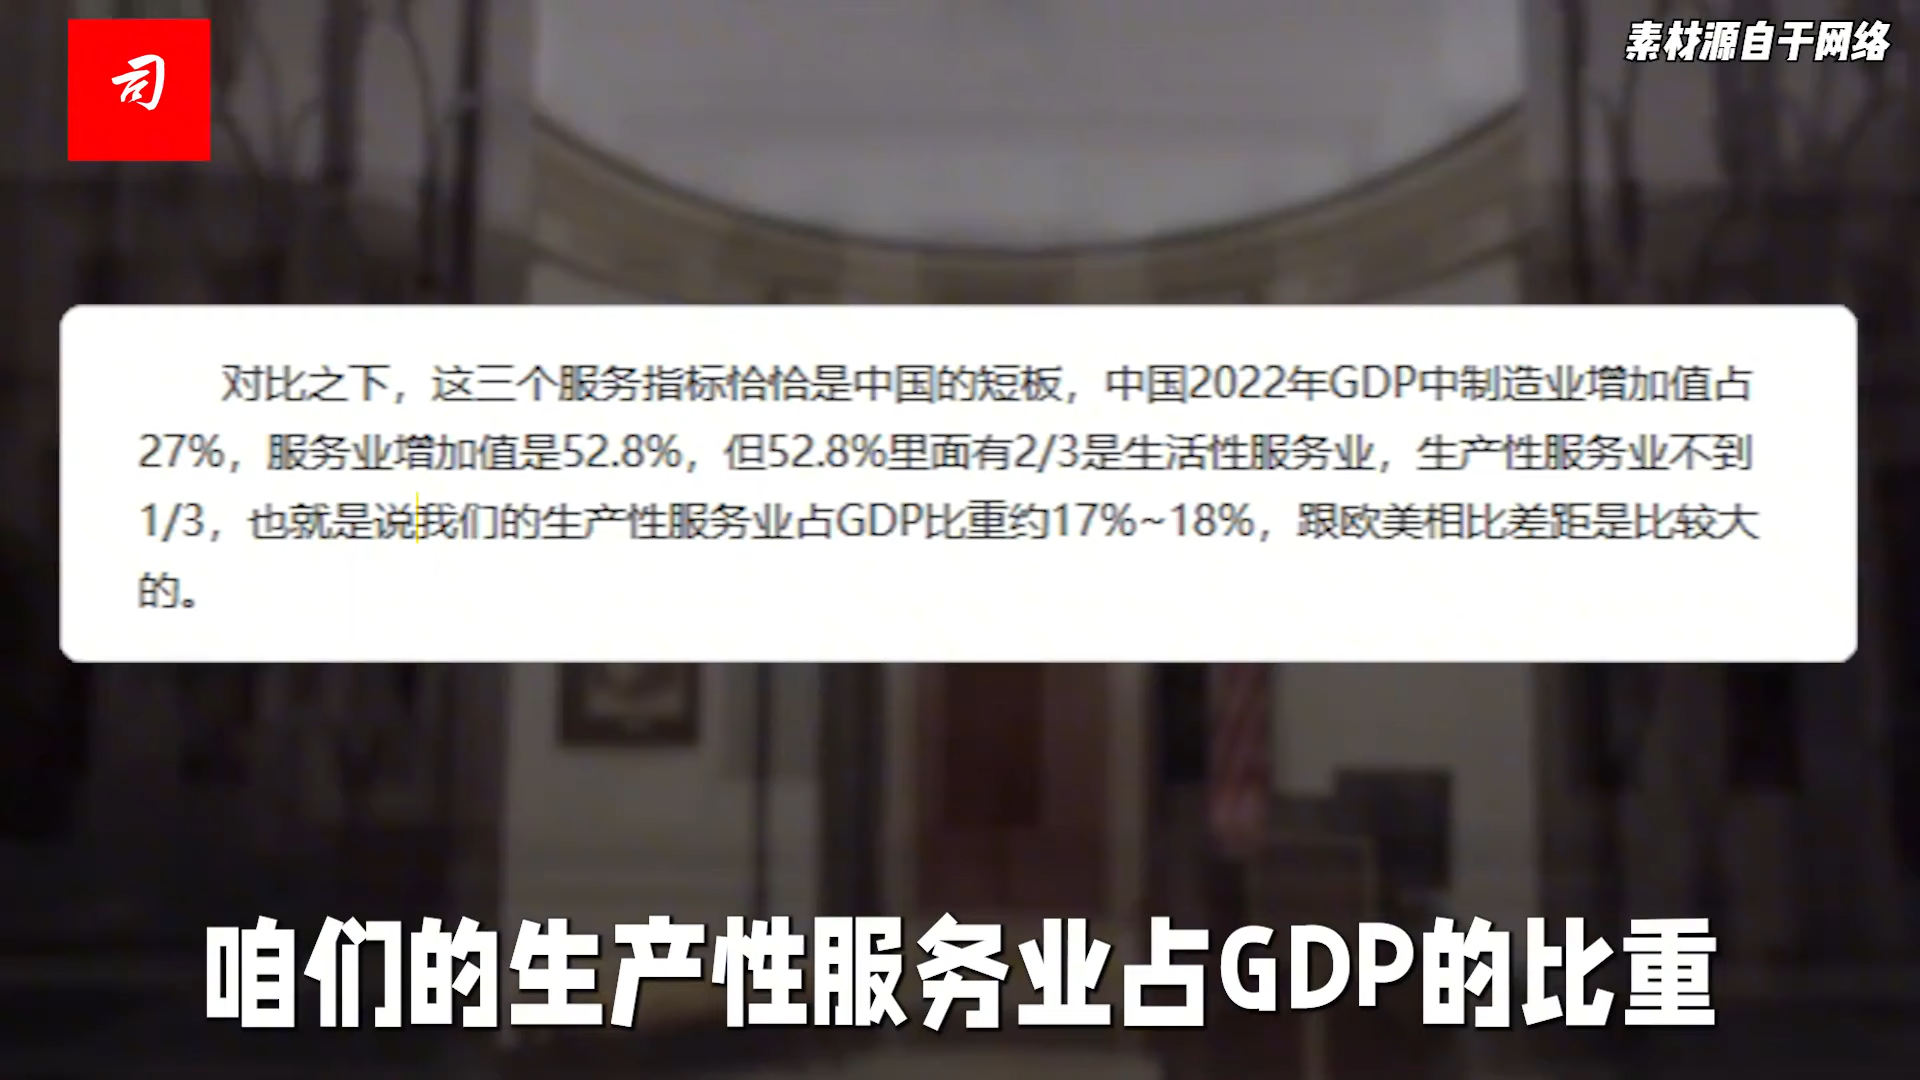 司
素材源自于网络
对比之下，这三个服务指标恰恰是中国的短板，中国2022年GDP中制造业增加值占
27%，服务业增加值是52.8%，但52.8%里面有2/3是生活性服务业，生产性服务业不到
1/3，也就是说我们的生产性服务业占GDP比重约17%~18%，跟欧美相比差距是比较大
的。
咱们的生产性服务业占GDP的比重